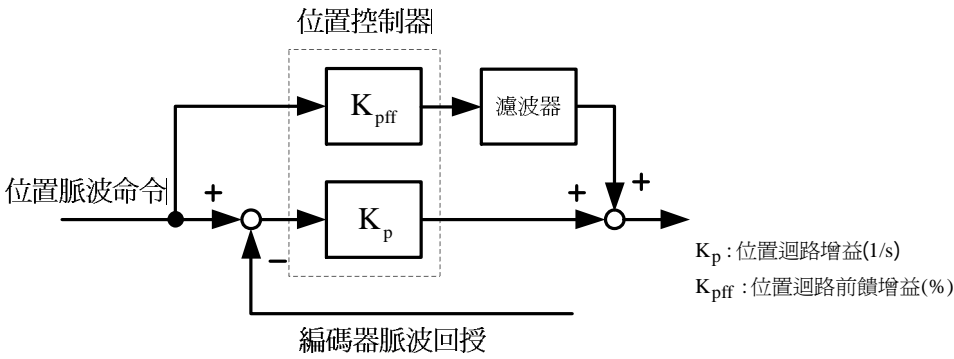 位置控制器
K_pff
濾波器
位置脈波命令
+
+
+
K_p
−
K_p : 位置迴路增益(1/s)
K_pff : 位置迴路前饋增益(%)
編碼器脈波回授